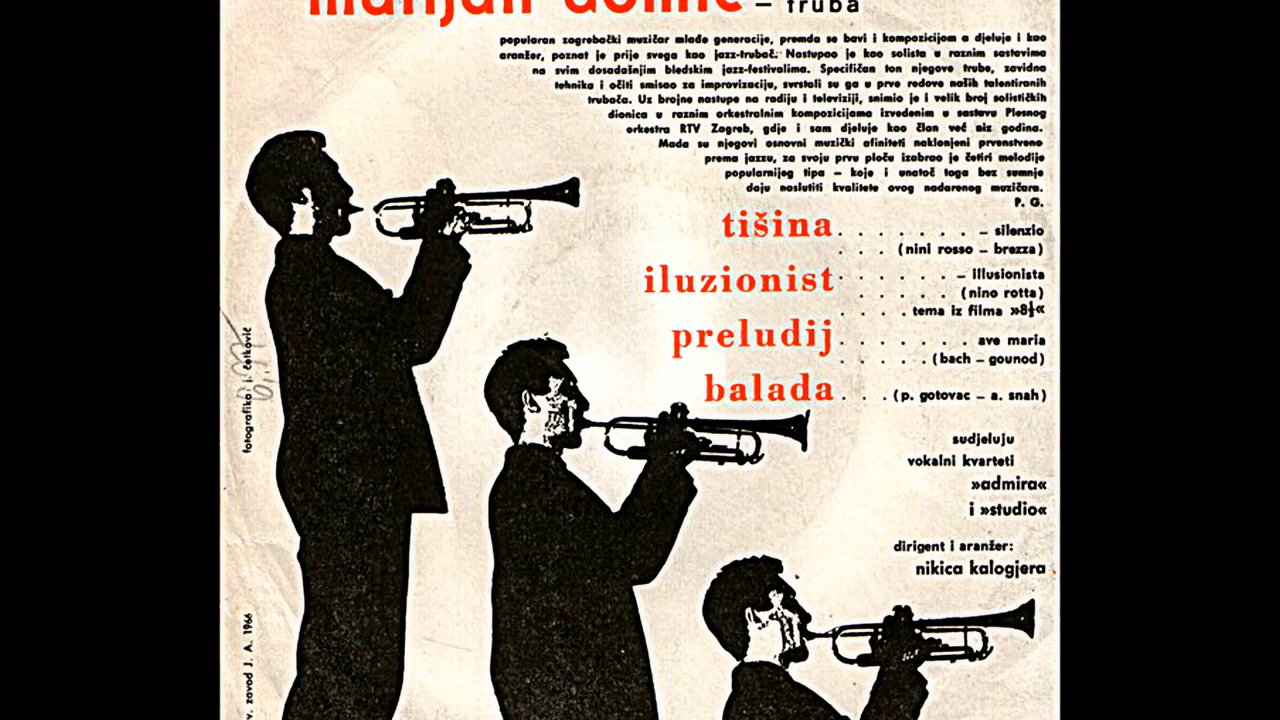 – truba
popularan zagrebački muzičar mlađe generacije, premda se bavi i kompozicijom a djeluje i kao
aranžer, poznat je prije svega kao jazz-trubač. Nastupao je kao solista u raznim sastavima
na svim dosadašnjim bledskim jazz-festivalima. Specifičan ton njegove trube, zavidna
tehnika i očiti smisao za improvizaciju, svrstali su ga u prve redove naših talentiranih
trubača. Uz brojne nastupe na radiju i televiziji, snimio je i velik broj solističkih
dionica u raznim orkestralnim kompozicijama izvedenim u sastavu Plesnog
orkestra RTV Zagreb, gdje i sam djeluje kao član već niz godina.
Mada su njegovi osnovni muzički afiniteti naklonjeni prvenstveno
prema jazzu, za svoju prvu ploču izabrao je četiri melodije
popularnijeg tipa – koje i unatoč toga bez sumnje
daju naslutiti kvalitete ovog nadarenog muzičara.
P. G.
tišina . . . . . . . – silenzio
. . . (nini rosso – brezza)
iluzionist . . . . . . – illusionista
. . . . . . (nino rotta)
. . . . tema iz filma »8½«
preludij . . . . . . . ave maria
. . . . . (bach – gounod)
balada . . . (p. gotovac – a. snah)
sudjeluju
vokalni kvarteti
»admira«
i »studio«
dirigent i aranžer:
nikica kalogjera
fotografika: i. četković
v. zavod J. A. 1966